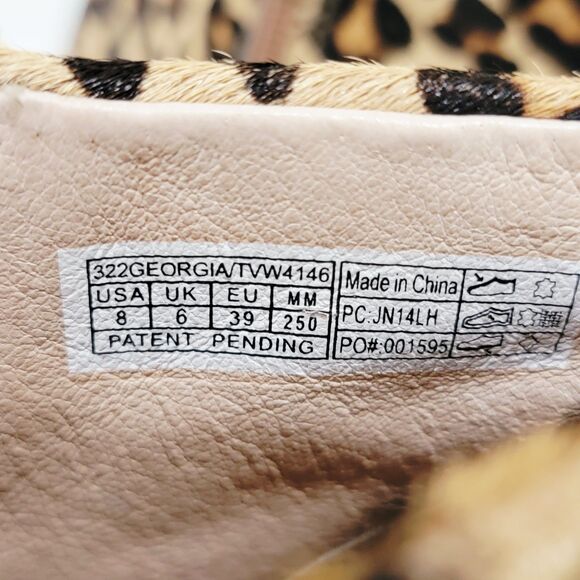 322GEORGIA/TVW4146
USA UK EU MM
8 6 39 250
PATENT PENDING
Made in China
PC.JN14LH
PO#:001595